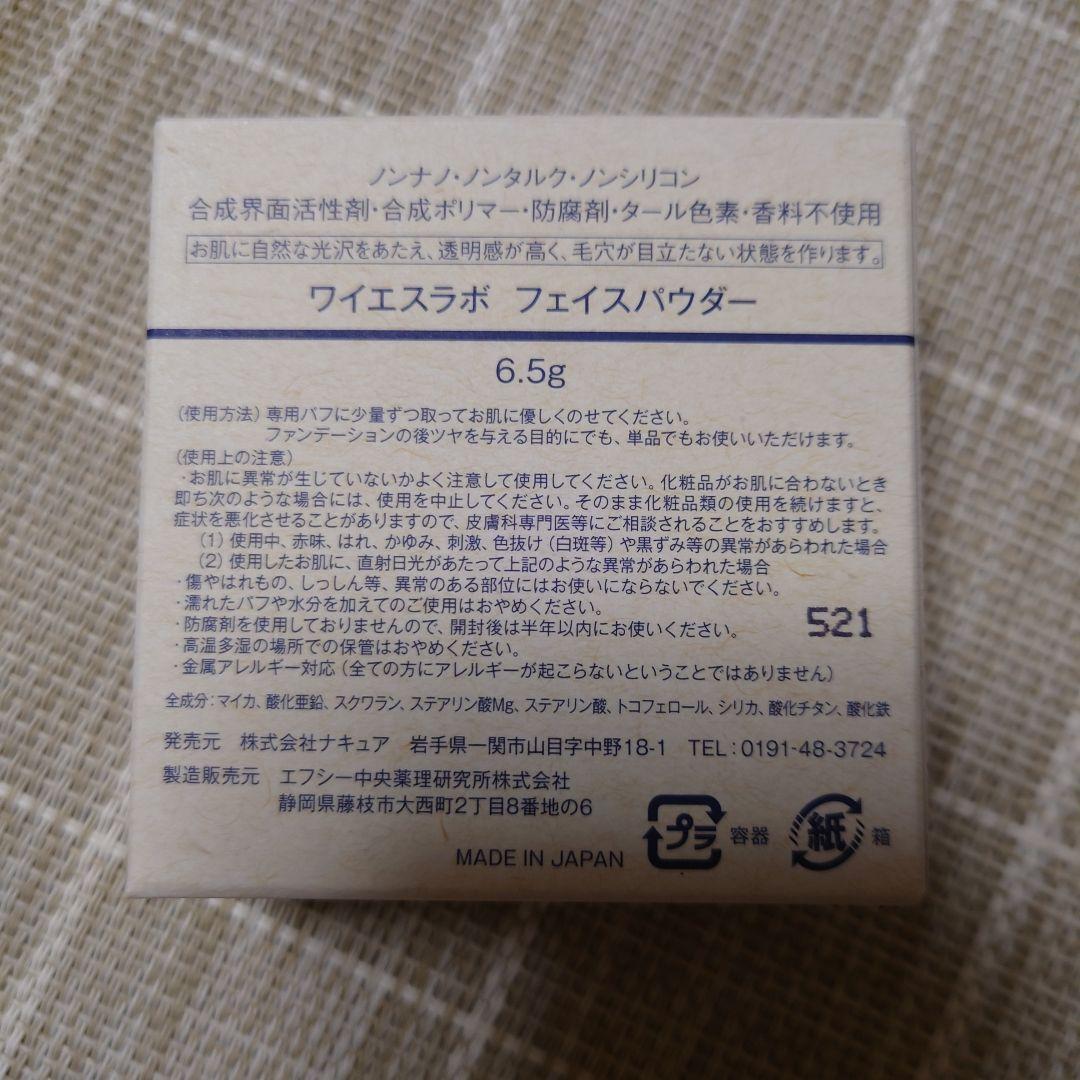 ノンナノ・ノンタルク・ノンシリコン
合成界面活性剤・合成ポリマー・防腐剤・タール色素・香料不使用
お肌に自然な光沢をあたえ、透明感が高く、毛穴が目立たない状態を作ります。
ワイエスラボ フェイスパウダー
6.5g
(使用方法) 専用パフに少量ずつ取ってお肌に優しくのせてください。
ファンデーションの後ツヤを与える目的にでも、単品でもお使いいただけます。
(使用上の注意)
・お肌に異常が生じていないかよく注意して使用してください。化粧品がお肌に合わないとき
即ち次のような場合には、使用を中止してください。そのまま化粧品類の使用を続けますと、
症状を悪化させることがありますので、皮膚科専門医等にご相談されることをおすすめします。
(1) 使用中、赤味、はれ、かゆみ、刺激、色抜け(白斑等)や黒ずみ等の異常があらわれた場合
(2) 使用したお肌に、直射日光があたって上記のような異常があらわれた場合
・傷やはれもの、しっしん等、異常のある部位にはお使いにならないでください。
・濡れたパフや水分を加えてのご使用はおやめください。
・防腐剤を使用しておりませんので、開封後は半年以内にお使いください。
521
・高温多湿の場所での保管はおやめください。
・金属アレルギー対応(全ての方にアレルギーが起こらないということではありません)
全成分：マイカ、酸化亜鉛、スクワラン、ステアリン酸Mg、ステアリン酸、トコフェロール、シリカ、酸化チタン、酸化鉄
発売元 株式会社ナキュア 岩手県一関市山目字中野18-1 TEL：0191-48-3724
製造販売元 エフシー中央薬理研究所株式会社
静岡県藤枝市大西町2丁目8番地の6
プラ 容器 紙 箱
MADE IN JAPAN